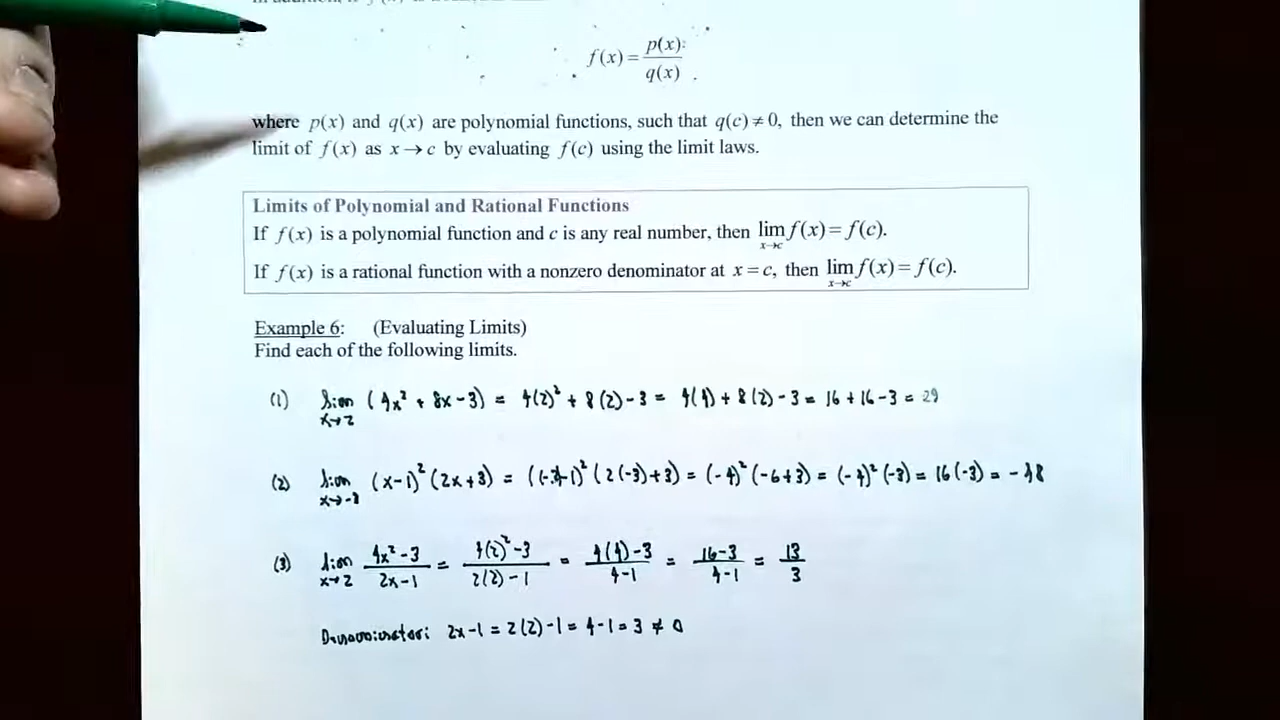 f(x) = p(x) / q(x) .
where p(x) and q(x) are polynomial functions, such that q(c) ≠ 0, then we can determine the
limit of f(x) as x → c by evaluating f(c) using the limit laws.
Limits of Polynomial and Rational Functions
If f(x) is a polynomial function and c is any real number, then lim x→c f(x) = f(c).
If f(x) is a rational function with a nonzero denominator at x = c, then lim x→c f(x) = f(c).
Example 6: (Evaluating Limits)
Find each of the following limits.
(1) lim x→2 (4x² + 8x - 3) = 4(2)² + 8(2) - 3 = 4(4) + 8(2) - 3 = 16 + 16 - 3 = 29
(2) lim x→-3 (x-1)² (2x+3) = (-3-1)² (2(-3)+3) = (-4)² (-6+3) = (-4)² (-3) = 16(-3) = -48
(3) lim x→2 (4x² - 3)/(2x - 1) = (4(2)² - 3)/(2(2) - 1) = (4(4) - 3)/(4 - 1) = (16 - 3)/(4 - 1) = 13/3
Denominator: 2x - 1 = 2(2) - 1 = 4 - 1 = 3 ≠ 0